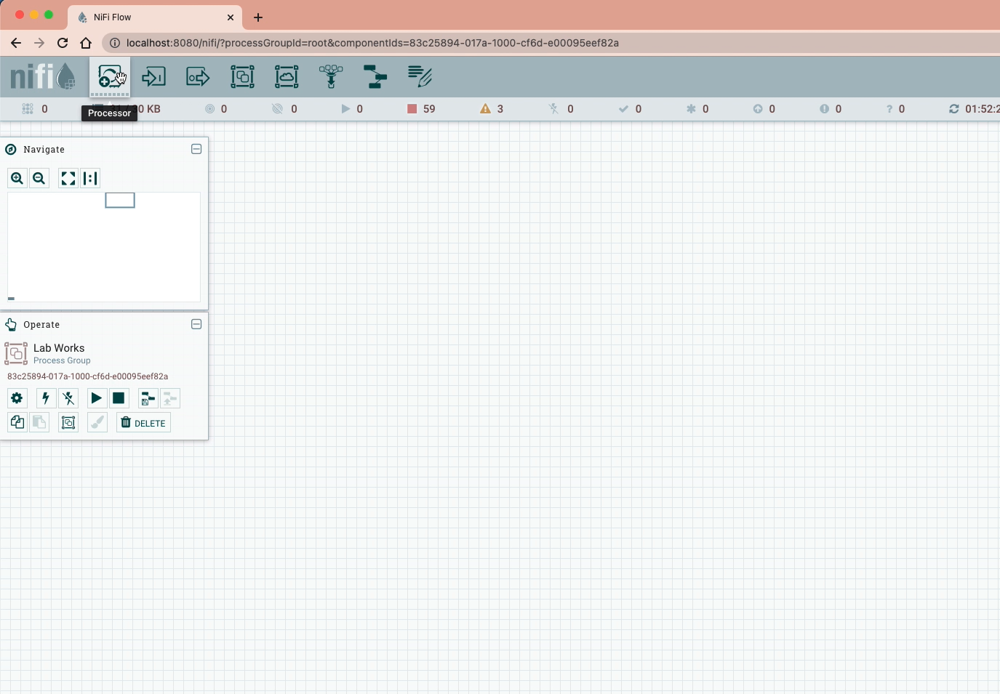 NiFi Flow
localhost:8080/nifi/?processGroupId=root&componentIds=83c25894-017a-1000-cf6d-e00095eef82a
nifi
0
30 KB
0
0
0
59
3
0
0
0
0
0
? 0
01:52:2
Processor
Navigate
Operate
Lab Works
Process Group
83c25894-017a-1000-cf6d-e00095eef82a
DELETE